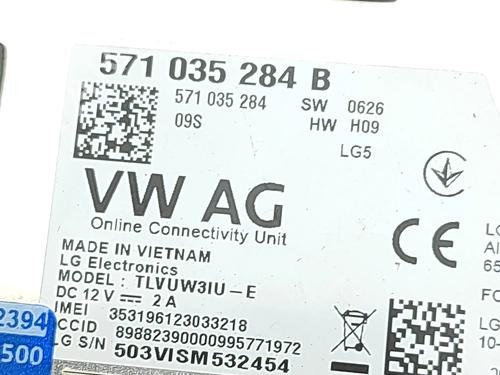 571 035 284 B
571 035 284 SW 0626
09S HW H09
LG5
VW AG
Online Connectivity Unit
MADE IN VIETNAM
LG Electronics
MODEL : TLVUW3IU-E
DC 12 V ⎓ 2 A
IMEI 353196123033218
CCID 89882390000995771972
LG S/N 503VISM532454
CE
2394
500